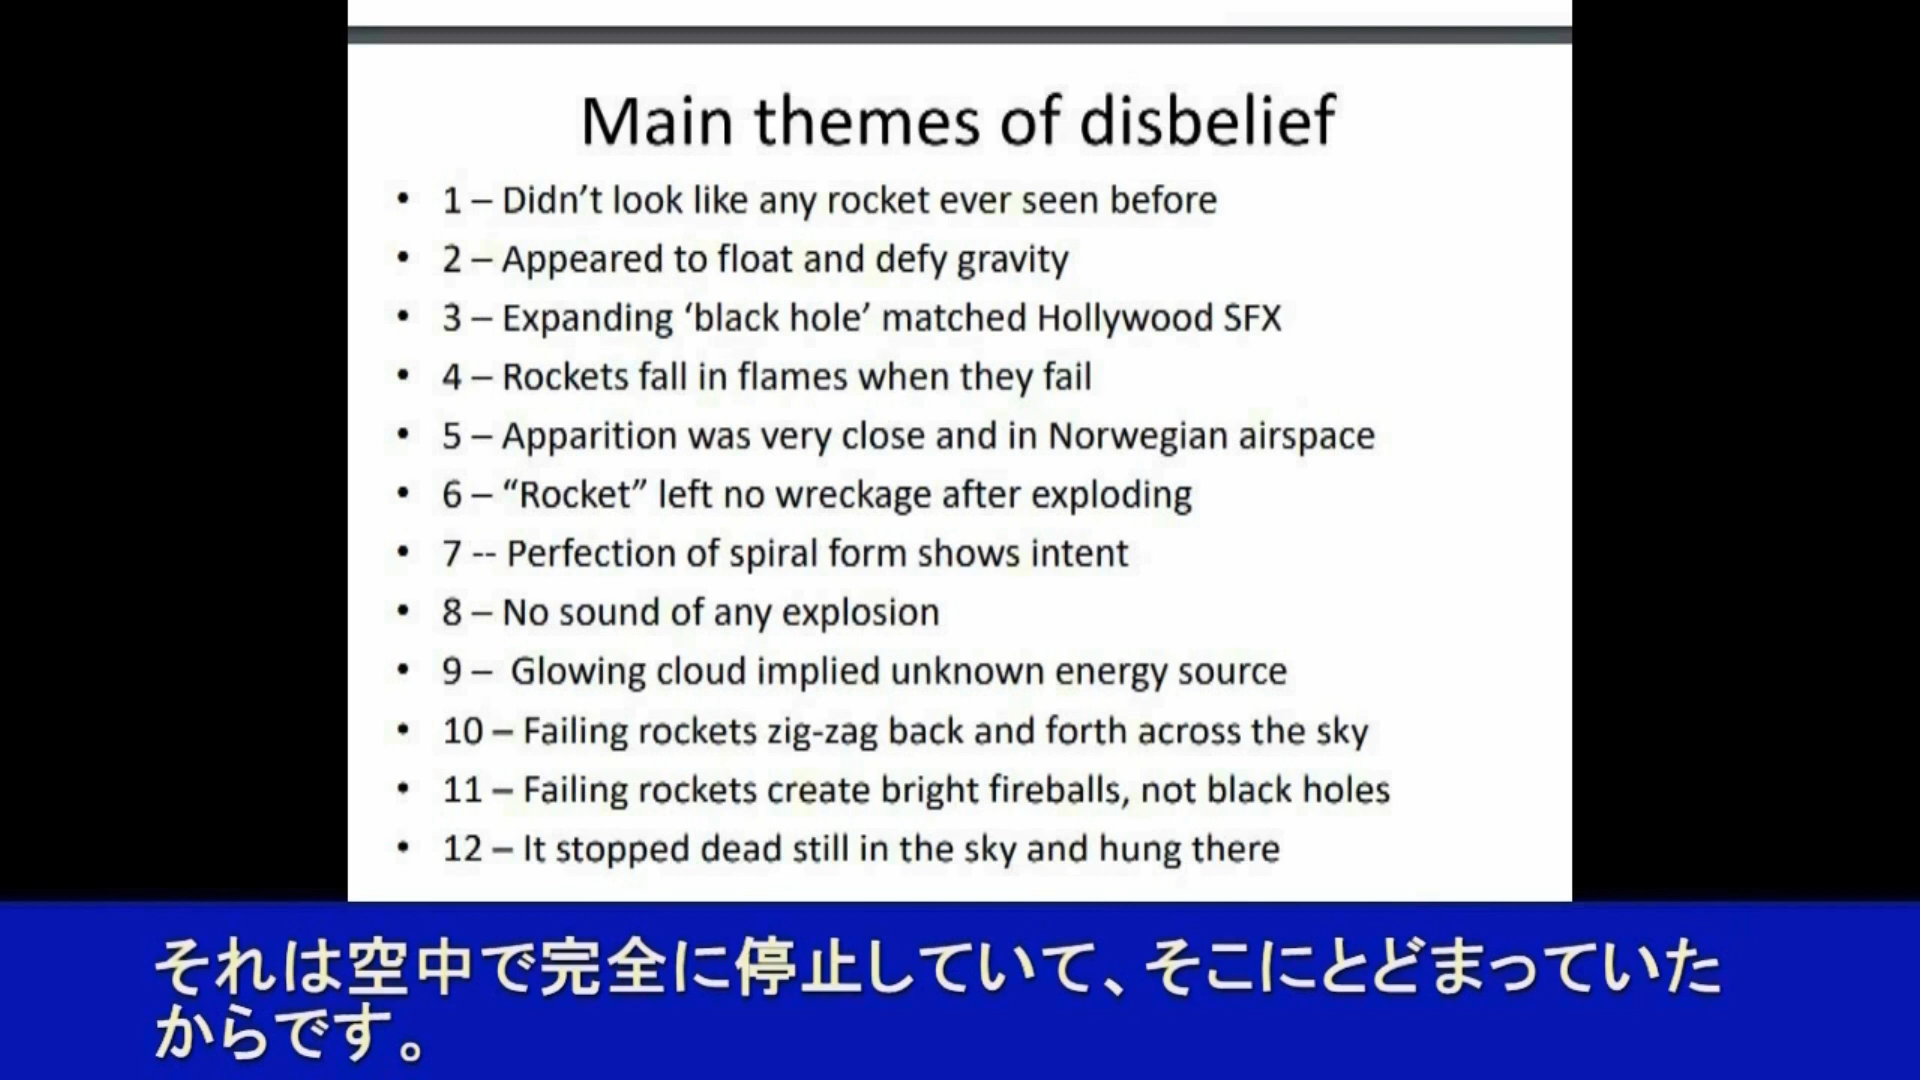 Main themes of disbelief
• 1 – Didn’t look like any rocket ever seen before
• 2 – Appeared to float and defy gravity
• 3 – Expanding ‘black hole’ matched Hollywood SFX
• 4 – Rockets fall in flames when they fail
• 5 – Apparition was very close and in Norwegian airspace
• 6 – “Rocket” left no wreckage after exploding
• 7 -- Perfection of spiral form shows intent
• 8 – No sound of any explosion
• 9 –  Glowing cloud implied unknown energy source
• 10 – Failing rockets zig-zag back and forth across the sky
• 11 – Failing rockets create bright fireballs, not black holes
• 12 – It stopped dead still in the sky and hung there
それは空中で完全に停止していて、そこにとどまっていた
からです。